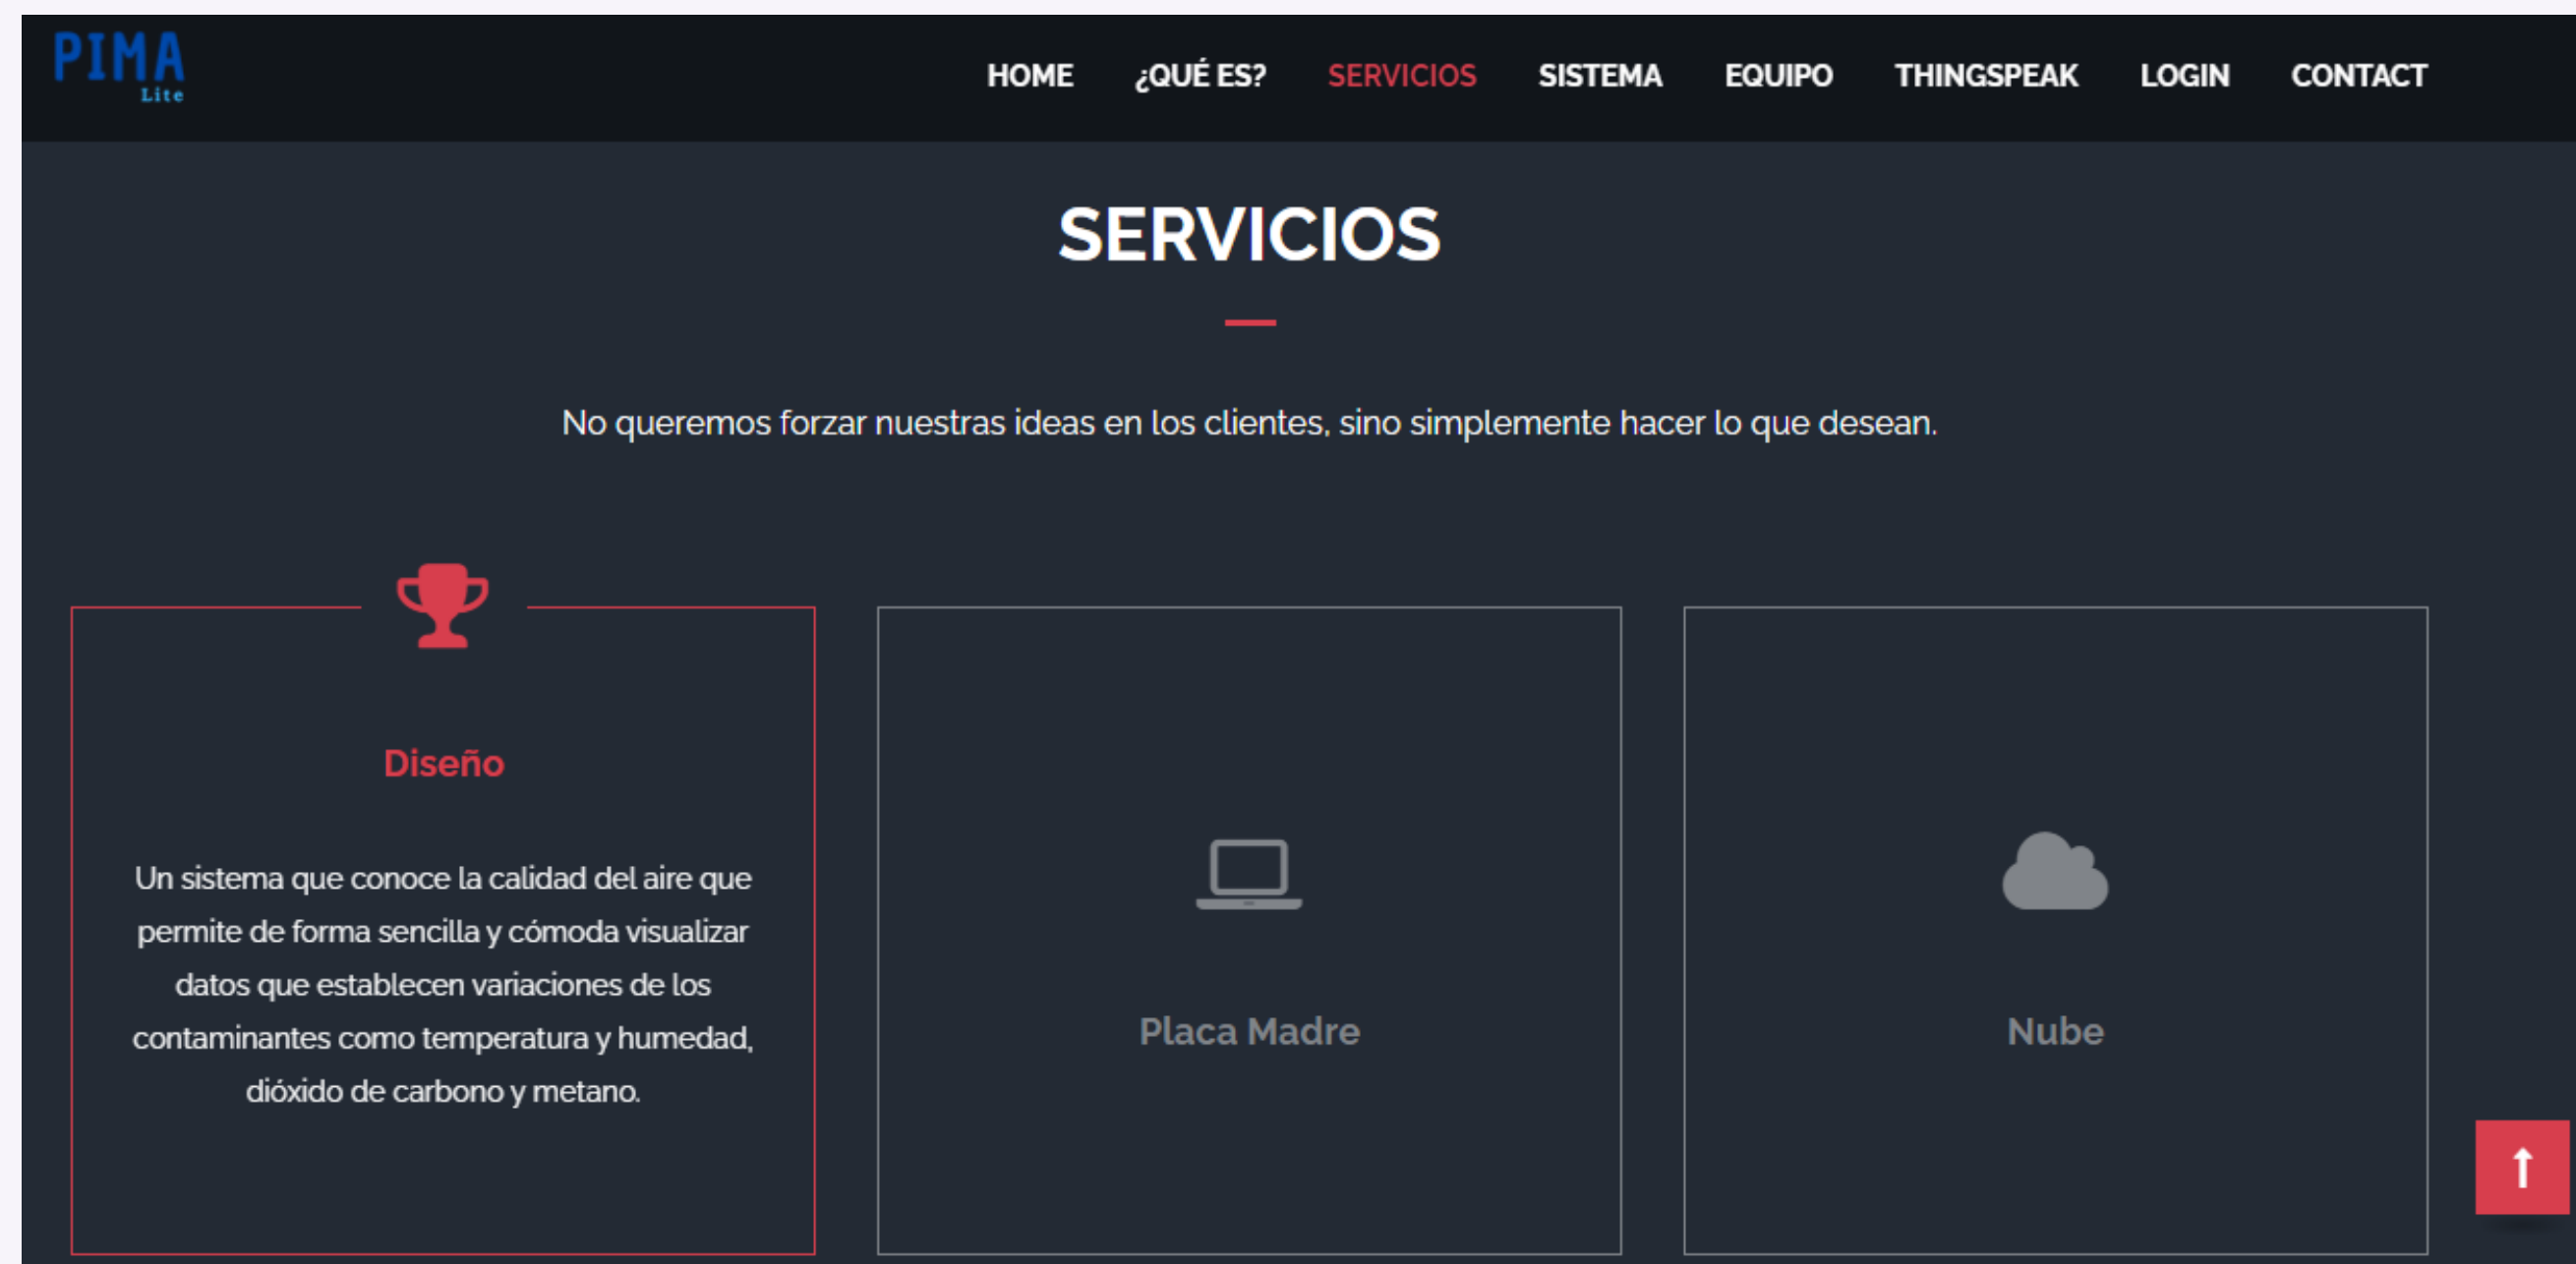 PIMA
Lite
HOME ¿QUÉ ES? SERVICIOS SISTEMA EQUIPO THINGSPEAK LOGIN CONTACT
SERVICIOS
No queremos forzar nuestras ideas en los clientes, sino simplemente hacer lo que desean.
Diseño
Un sistema que conoce la calidad del aire que
permite de forma sencilla y cómoda visualizar
datos que establecen variaciones de los
contaminantes como temperatura y humedad,
dióxido de carbono y metano.
Placa Madre
Nube